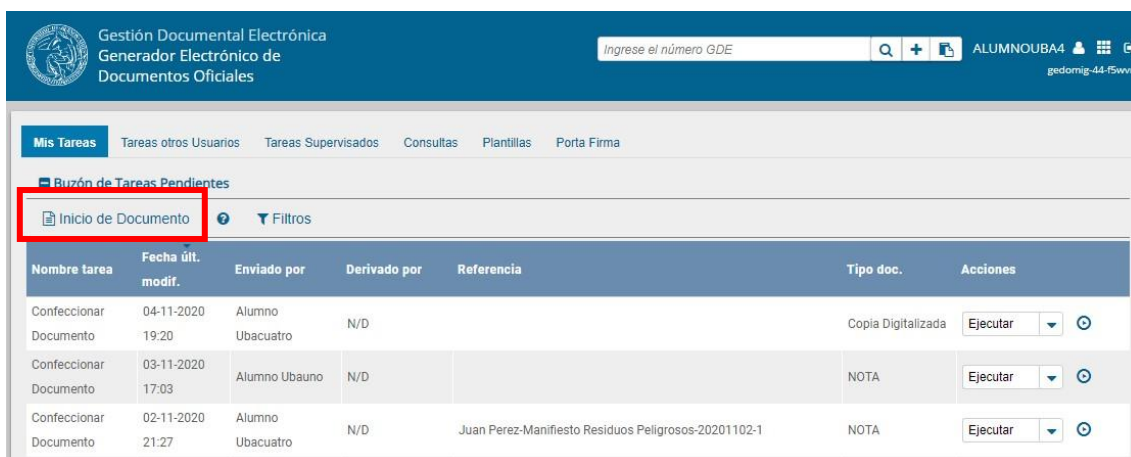 Gestión Documental Electrónica
Generador Electrónico de
Documentos Oficiales
Ingrese el número GDE
ALUMNOUBA4
Mis Tareas Tareas otros Usuarios Tareas Supervisados Consultas Plantillas Porta Firma
Buzón de Tareas Pendientes
Inicio de Documento Filtros
Nombre tarea Fecha últ. modif. Enviado por Derivado por Referencia Tipo doc. Acciones
Confeccionar Documento 04-11-2020 19:20 Alumno Ubacuatro N/D Copia Digitalizada Ejecutar
Confeccionar Documento 03-11-2020 17:03 Alumno Ubauno N/D NOTA Ejecutar
Confeccionar Documento 02-11-2020 21:27 Alumno Ubacuatro N/D Juan Perez-Manifiesto Residuos Peligrosos-20201102-1 NOTA Ejecutar